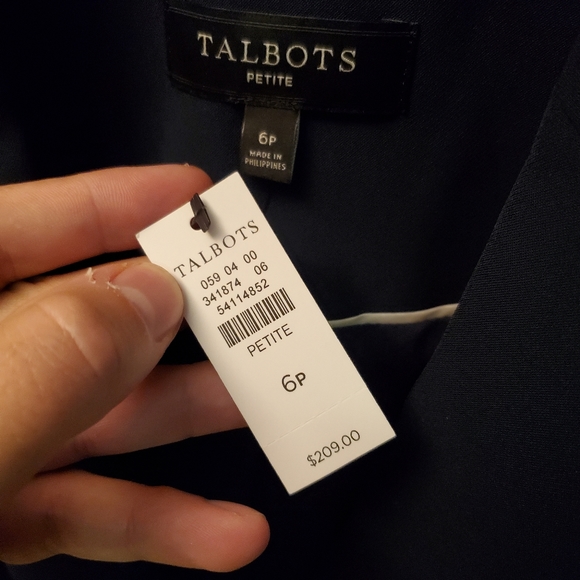 TALBOTS
PETITE
6P
MADE IN
PHILIPPINES
TALBOTS
059 04 00
341874 06
54114852
PETITE
6P
$209.00